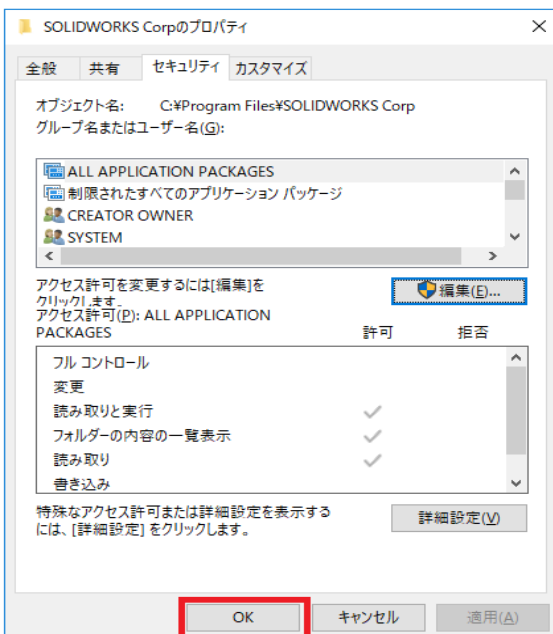 SOLIDWORKS Corpのプロパティ
全般 共有 セキュリティ カスタマイズ
オブジェクト名: C:¥Program Files¥SOLIDWORKS Corp
グループ名またはユーザー名(G):
ALL APPLICATION PACKAGES
制限されたすべてのアプリケーション パッケージ
CREATOR OWNER
SYSTEM
アクセス許可を変更するには[編集]を
クリックします。
編集(E)...
アクセス許可(P): ALL APPLICATION
PACKAGES 許可 拒否
フル コントロール
変更
読み取りと実行
フォルダーの内容の一覧表示
読み取り
書き込み
特殊なアクセス許可または詳細設定を表示する
には、[詳細設定] をクリックします。
詳細設定(V)
OK キャンセル 適用(A)